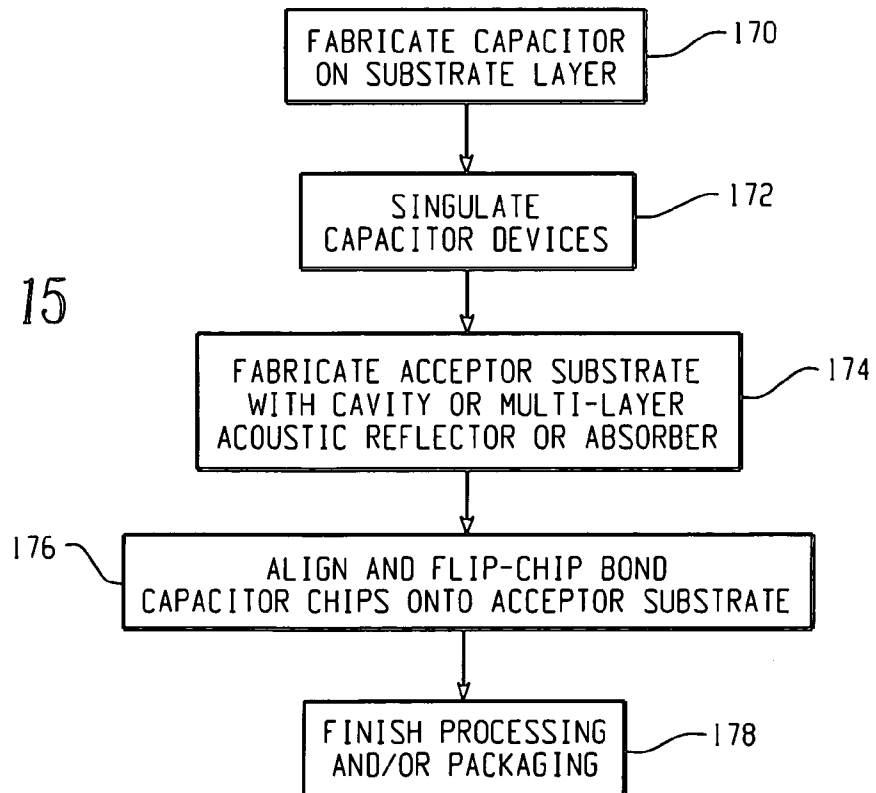 FABRICATE CAPACITOR
ON SUBSTRATE LAYER
170
SINGULATE
CAPACITOR DEVICES
172
15
FABRICATE ACCEPTOR SUBSTRATE
WITH CAVITY OR MULTI-LAYER
ACOUSTIC REFLECTOR OR ABSORBER
174
176
ALIGN AND FLIP-CHIP BOND
CAPACITOR CHIPS ONTO ACCEPTOR SUBSTRATE
FINISH PROCESSING
AND/OR PACKAGING
178